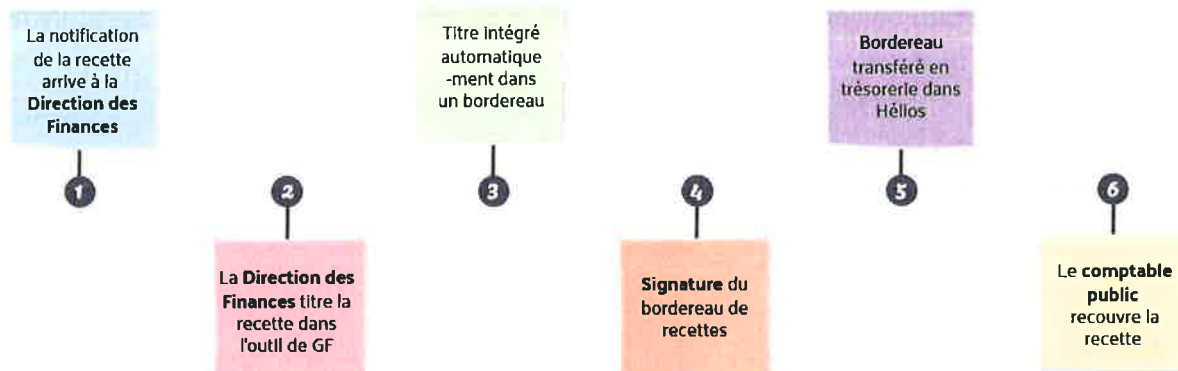 La notification
de la recette
arrive à la
Direction des
Finances
1
2
La Direction des
Finances titre la
recette dans
l'outil de GF
Titre intégré
automatique
-ment dans
un bordereau
3
4
Signature du
bordereau de
recettes
Bordereau
transféré en
trésorerie dans
Hélios
5
6
Le comptable
public
recouvre la
recette